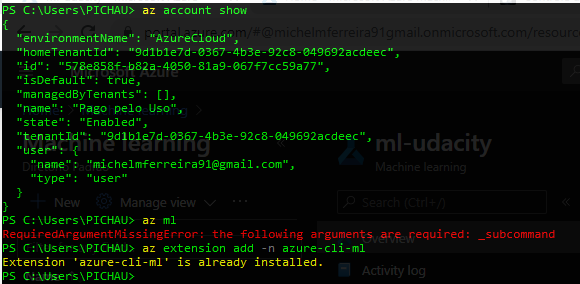 PS C:\Users\PICHAU> az account show
{
  "environmentName": "AzureCloud",
  "homeTenantId": "9d1b1e7d-0367-4b3e-92c8-049692acdeec",
  "id": "578e858f-b82a-4050-81a9-067f7cc59a77",
  "isDefault": true,
  "managedByTenants": [],
  "name": "Pago pelo Uso",
  "state": "Enabled",
  "tenantId": "9d1b1e7d-0367-4b3e-92c8-049692acdeec",
  "user": {
    "name": "michelmferreira91@gmail.com",
    "type": "user"
  }
}
PS C:\Users\PICHAU> az ml
RequiredArgumentMissingError: the following arguments are required: _subcommand
PS C:\Users\PICHAU> az extension add -n azure-cli-ml
Extension 'azure-cli-ml' is already installed.
PS C:\Users\PICHAU>
Microsoft Azure
Machine learning
New
Manage view
ml-udacity
Machine learning
Search (Ctrl+/)
Overview
Activity log